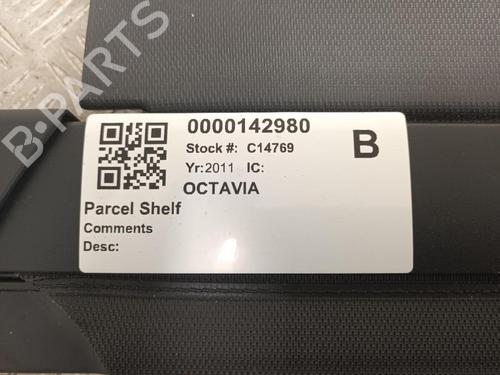 0000142980
Stock #: C14769
B
Yr:2011 IC:
OCTAVIA
Parcel Shelf
Comments
Desc:
B-PARTS